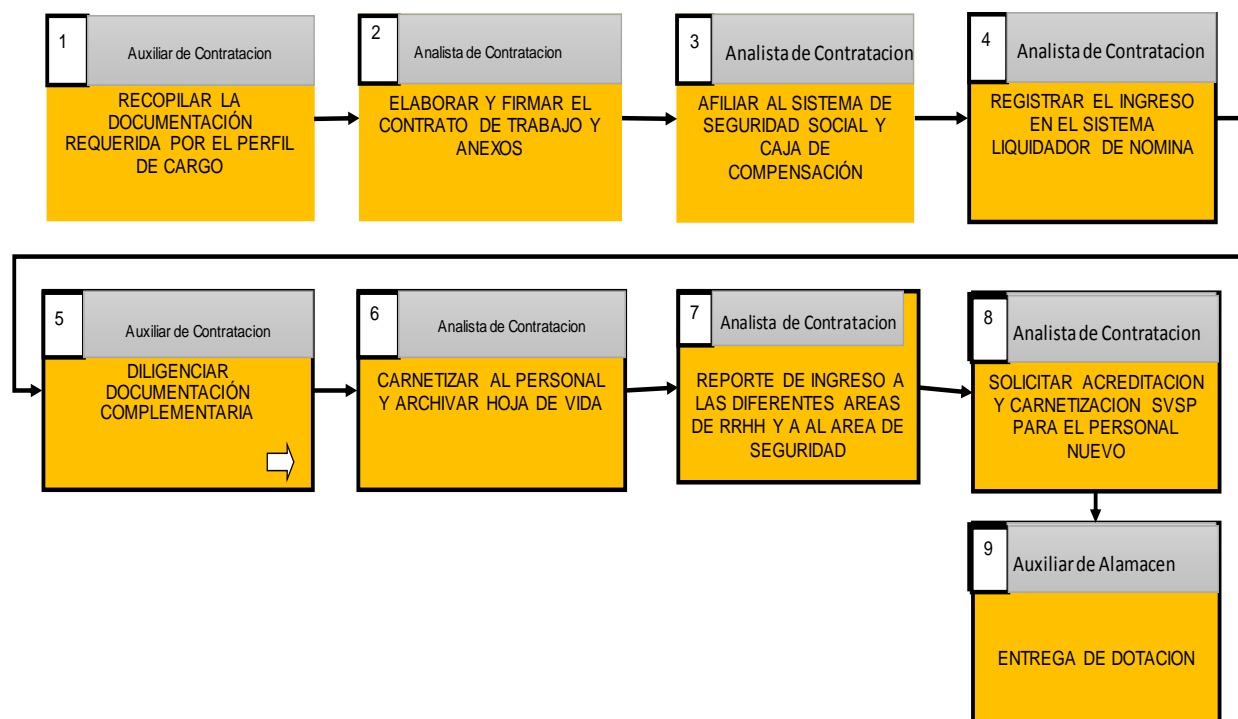 1
Auxiliar de Contratacion
RECOPILAR LA
DOCUMENTACIÓN
REQUERIDA POR EL PERFIL
DE CARGO
2
Analista de Contratacion
ELABORAR Y FIRMAR EL
CONTRATO DE TRABAJO Y
ANEXOS
3
Analista de Contratacion
AFILIAR AL SISTEMA DE
SEGURIDAD SOCIAL Y
CAJA DE
COMPENSACIÓN
4
Analista de Contratacion
REGISTRAR EL INGRESO
EN EL SISTEMA
LIQUIDADOR DE NOMINA
5
Auxiliar de Contratacion
DILIGENCIAR
DOCUMENTACIÓN
COMPLEMENTARIA
6
Analista de Contratacion
CARNETIZAR AL PERSONAL
Y ARCHIVAR HOJA DE VIDA
7
Analista de Contratacion
REPORTE DE INGRESO A
LAS DIFERENTES AREAS
DE RRHH Y A AL AREA DE
SEGURIDAD
8
Analista de Contratacion
SOLICITAR ACREDITACION
Y CARNETIZACION SVSP
PARA EL PERSONAL
NUEVO
9
Auxiliar de Alamacen
ENTREGA DE DOTACION